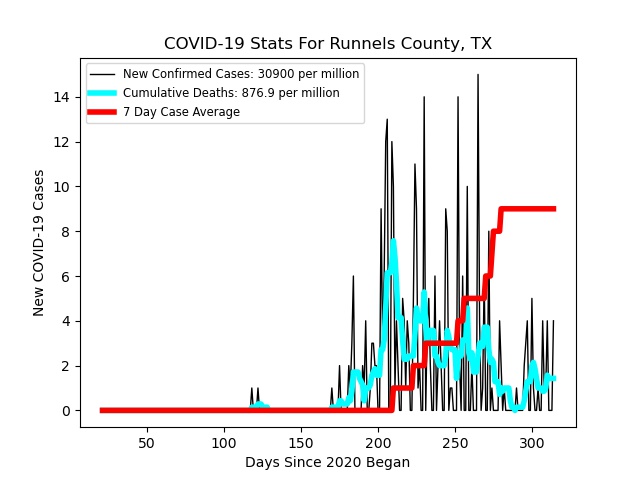 COVID-19 Stats For Runnels County, TX
New Confirmed Cases: 30900 per million
Cumulative Deaths: 876.9 per million
7 Day Case Average
New COVID-19 Cases
14
12
10
8
6
4
2
0
50 100 150 200 250 300
Days Since 2020 Began